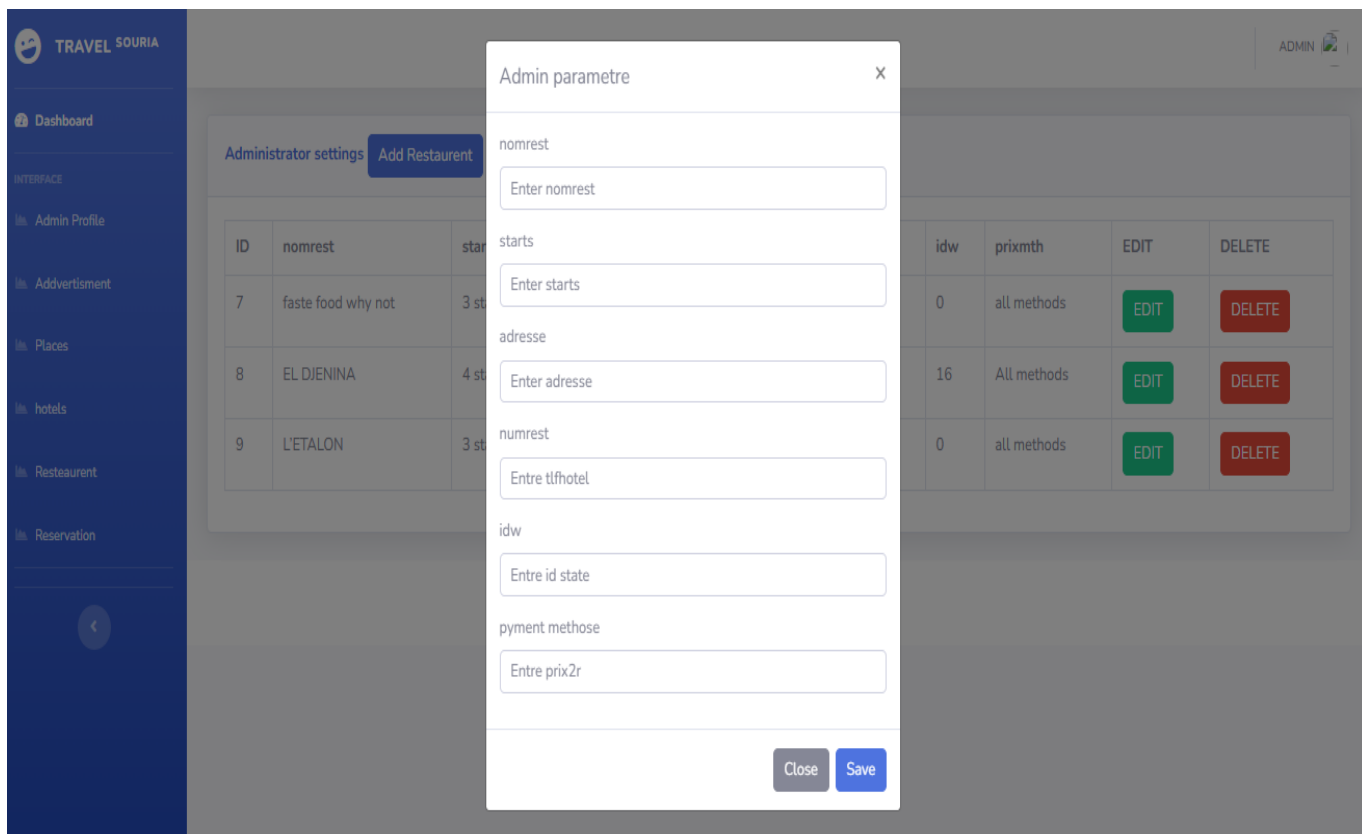 TRAVEL SOURIA
ADMIN
Dashboard
INTERFACE
Admin Profile
Addvertisment
Places
hotels
Resteaurent
Reservation
Administrator settings Add Restaurent
ID nomrest star idw prixmth EDIT DELETE
7 faste food why not 3 st 0 all methods EDIT DELETE
8 EL DJENINA 4 st 16 All methods EDIT DELETE
9 L'ETALON 3 st 0 all methods EDIT DELETE
Admin parametre x
nomrest
Enter nomrest
starts
Enter starts
adresse
Enter adresse
numrest
Entre tlfhotel
idw
Entre id state
pyment methose
Entre prix2r
Close Save